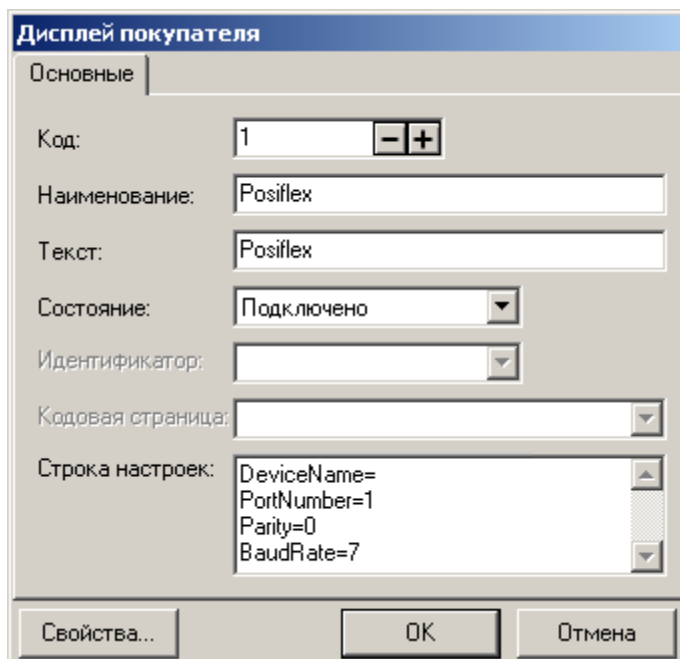 Дисплей покупателя
Основные
Код: 1
Наименование: Posiflex
Текст: Posiflex
Состояние: Подключено
Идентификатор:
Кодовая страница:
Строка настроек: DeviceName=
PortNumber=1
Parity=0
BaudRate=7
Свойства... OK Отмена